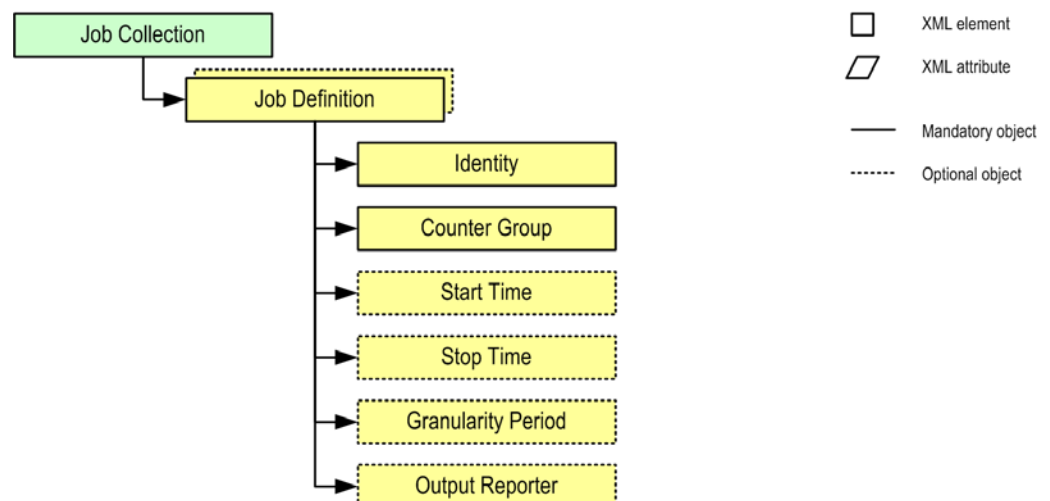 Job Collection
Job Definition
Identity
Counter Group
Start Time
Stop Time
Granularity Period
Output Reporter
XML element
XML attribute
Mandatory object
Optional object